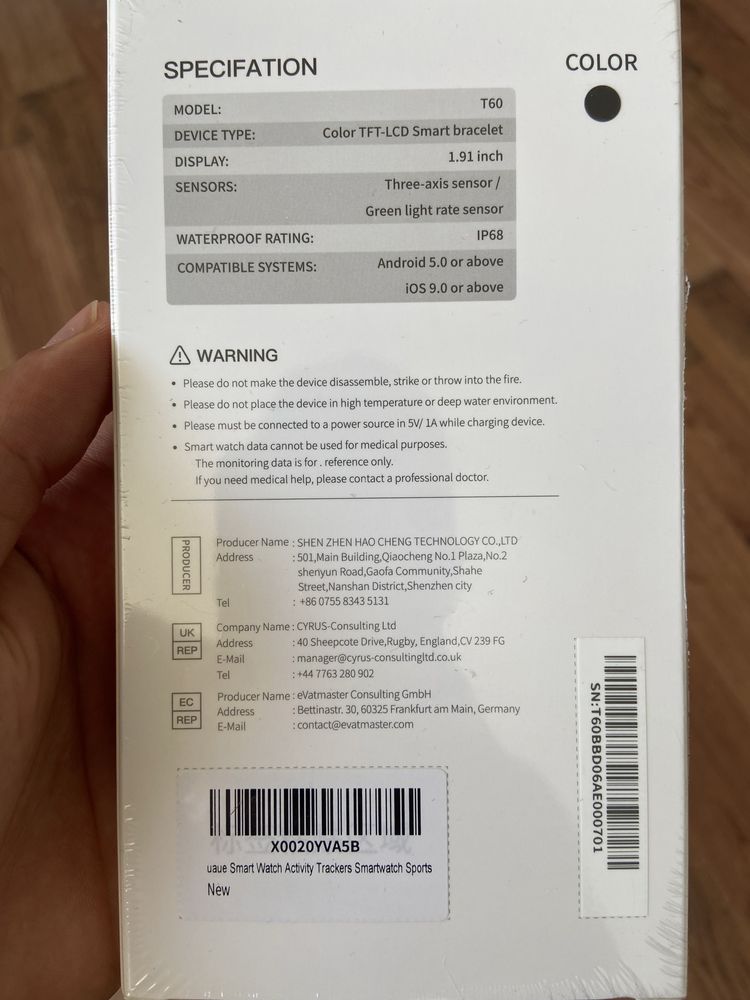 SPECIFATION
COLOR
MODEL: T60
DEVICE TYPE: Color TFT-LCD Smart bracelet
DISPLAY: 1.91 inch
SENSORS: Three-axis sensor /
Green light rate sensor
WATERPROOF RATING: IP68
COMPATIBLE SYSTEMS: Android 5.0 or above
iOS 9.0 or above
WARNING
• Please do not make the device disassemble, strike or throw into the fire.
• Please do not place the device in high temperature or deep water environment.
• Please must be connected to a power source in 5V/ 1A while charging device.
• Smart watch data cannot be used for medical purposes.
The monitoring data is for . reference only.
If you need medical help, please contact a professional doctor.
PRODUCER
Producer Name : SHEN ZHEN HAO CHENG TECHNOLOGY CO.,LTD
Address : 501,Main Building,Qiaocheng No.1 Plaza,No.2
shenyun Road,Gaofa Community,Shahe
Street,Nanshan District,Shenzhen city
Tel : +86 0755 8343 5131
UK
REP
Company Name : CYRUS-Consulting Ltd
Address : 40 Sheepcote Drive,Rugby, England,CV 239 FG
E-Mail : manager@cyrus-consultingltd.co.uk
Tel : +44 7763 280 902
EC
REP
Producer Name : eVatmaster Consulting GmbH
Address : Bettinastr. 30, 60325 Frankfurt am Main, Germany
E-Mail : contact@evatmaster.com
SN:T60BBD06AE000701
X0020YVA5B
uaue Smart Watch Activity Trackers Smartwatch Sports
New